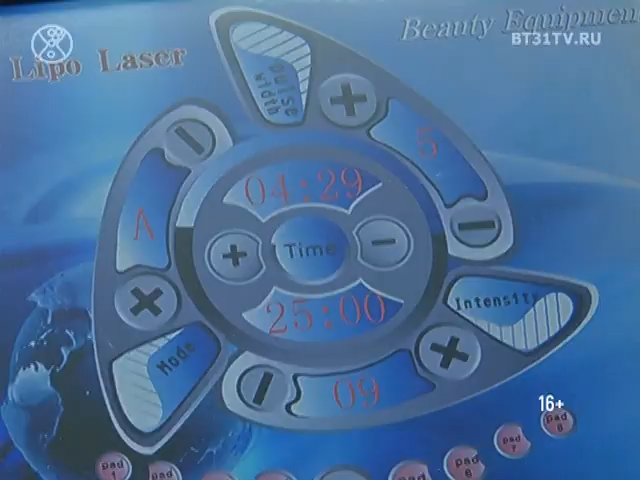 Lipo Laser
Beauty Equipmen
BT31TV.RU
Pulse
Width
5
04:29
Time
25:00
Intensity
Mode
09
16+
pad
1
pad
pad
6
pad
7
pad
8